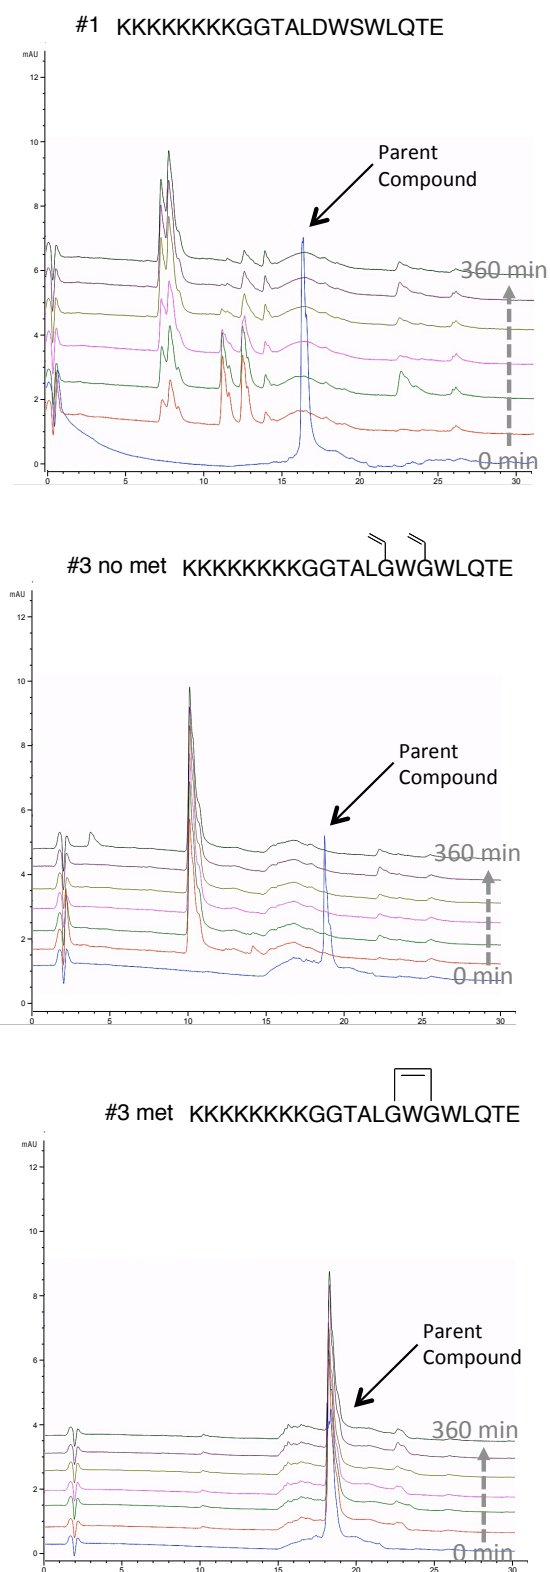 #1 KKKKKKKKGGTALDWSWLQTE
mAU
12
10
Parent
Compound
8
360 min
6
4
2
0 min
0
0 5 10 15 20 25 30
#3 no met KKKKKKKKGGTALGWGWLQTE
mAU
12
10
8
Parent
Compound
6
360 min
4
2
0 min
0
0 5 10 15 20 25 30
#3 met KKKKKKKKGGTALGWGWLQTE
mAU
12
10
8
Parent
Compound
6
360 min
4
2
0 min
0
0 5 10 15 20 25 30